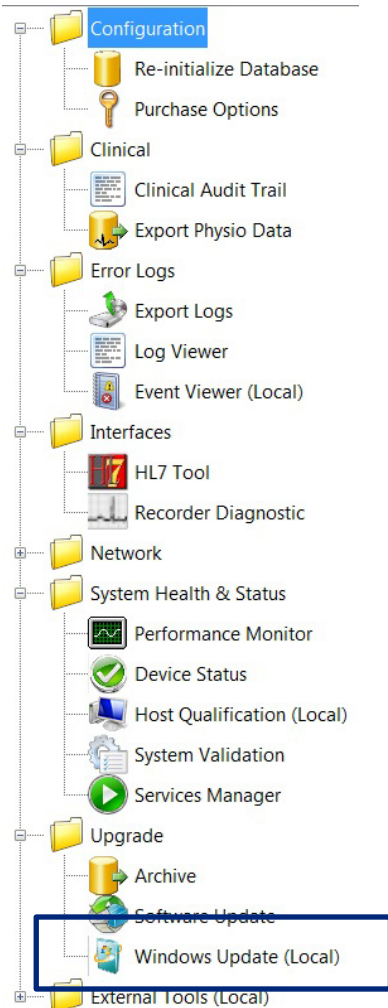 Configuration
Re-initialize Database
Purchase Options
Clinical
Clinical Audit Trail
Export Physio Data
Error Logs
Export Logs
Log Viewer
Event Viewer (Local)
Interfaces
HL7 HL7 Tool
Recorder Diagnostic
Network
System Health & Status
Performance Monitor
Device Status
Host Qualification (Local)
System Validation
Services Manager
Upgrade
Archive
Software Update
Windows Update (Local)
External Tools (Local)